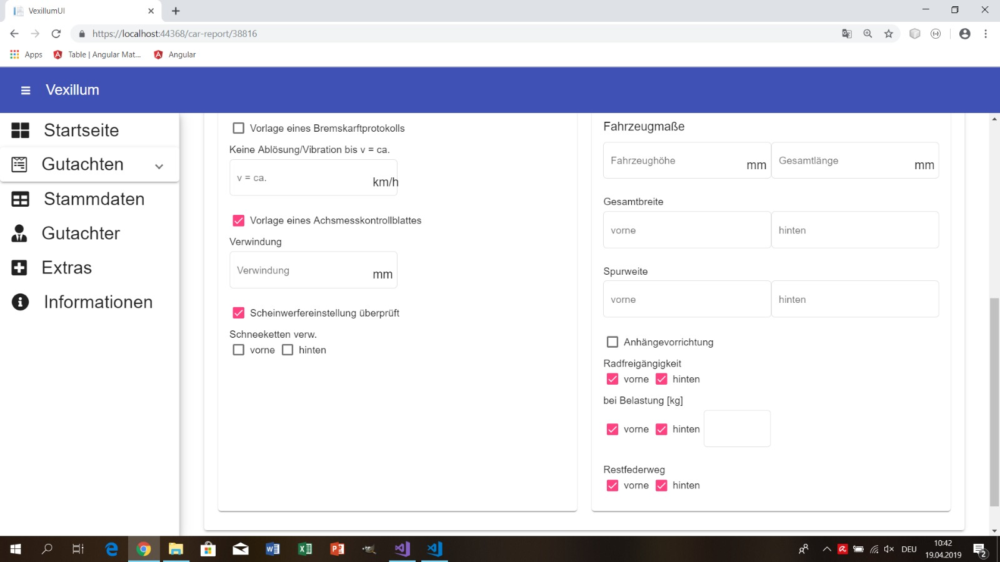 VexillumUI
https://localhost:44368/car-report/38816
Apps
Table | Angular Mat...
Angular
Vexillum
Startseite
Gutachten
Stammdaten
Gutachter
Extras
Informationen
Vorlage eines Bremskarftprotokolls
Keine Ablösung/Vibration bis v = ca.
v = ca.
km/h
Vorlage eines Achsmesskontrollblattes
Verwindung
Verwindung
mm
Scheinwerfereinstellung überprüft
Schneeketten verw.
vorne hinten
Fahrzeugmaße
Fahrzeughöhe mm Gesamtlänge mm
Gesamtbreite
vorne hinten
Spurweite
vorne hinten
Anhängevorrichtung
Radfreigängigkeit
vorne hinten
bei Belastung [kg]
vorne hinten
Restfederweg
vorne hinten
DEU
10:42
19.04.2019
2